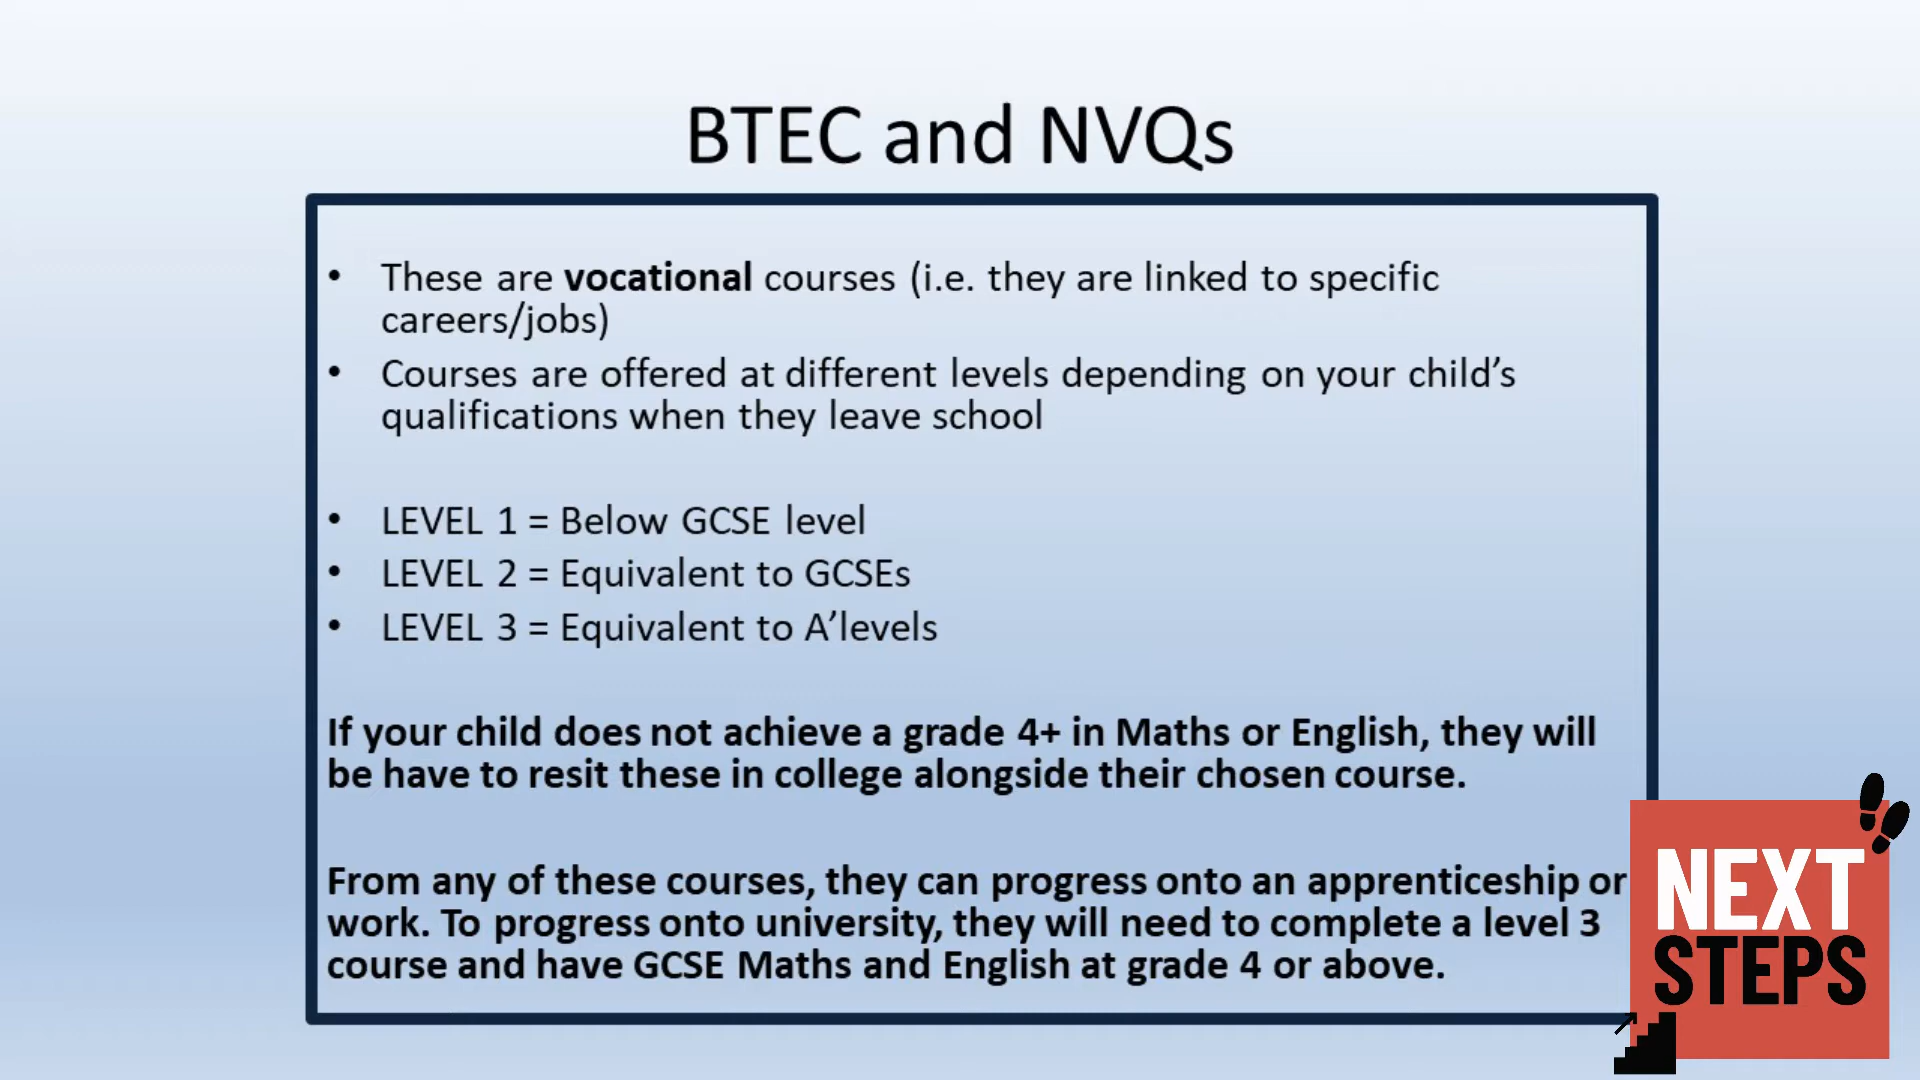 BTEC and NVQs
• These are vocational courses (i.e. they are linked to specific
careers/jobs)
• Courses are offered at different levels depending on your child’s
qualifications when they leave school
• LEVEL 1 = Below GCSE level
• LEVEL 2 = Equivalent to GCSEs
• LEVEL 3 = Equivalent to A’levels
If your child does not achieve a grade 4+ in Maths or English, they will
be have to resit these in college alongside their chosen course.
From any of these courses, they can progress onto an apprenticeship or
work. To progress onto university, they will need to complete a level 3
course and have GCSE Maths and English at grade 4 or above.
NEXT
STEPS